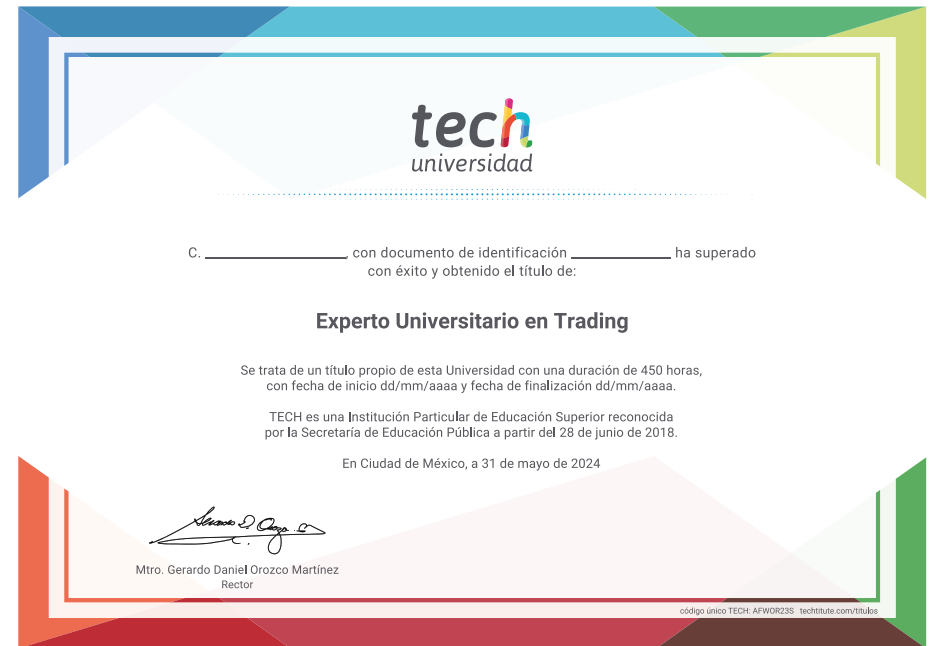 tech
universidad
C. _________________, con documento de identificación ____________ ha superado
con éxito y obtenido el título de:
Experto Universitario en Trading
Se trata de un título propio de esta Universidad con una duración de 450 horas,
con fecha de inicio dd/mm/aaaa y fecha de finalización dd/mm/aaaa.
TECH es una Institución Particular de Educación Superior reconocida
por la Secretaría de Educación Pública a partir del 28 de junio de 2018.
En Ciudad de México, a 31 de mayo de 2024
Mtro. Gerardo Daniel Orozco Martínez
Rector
código único TECH: AFWOR23S techtitute.com/titulos